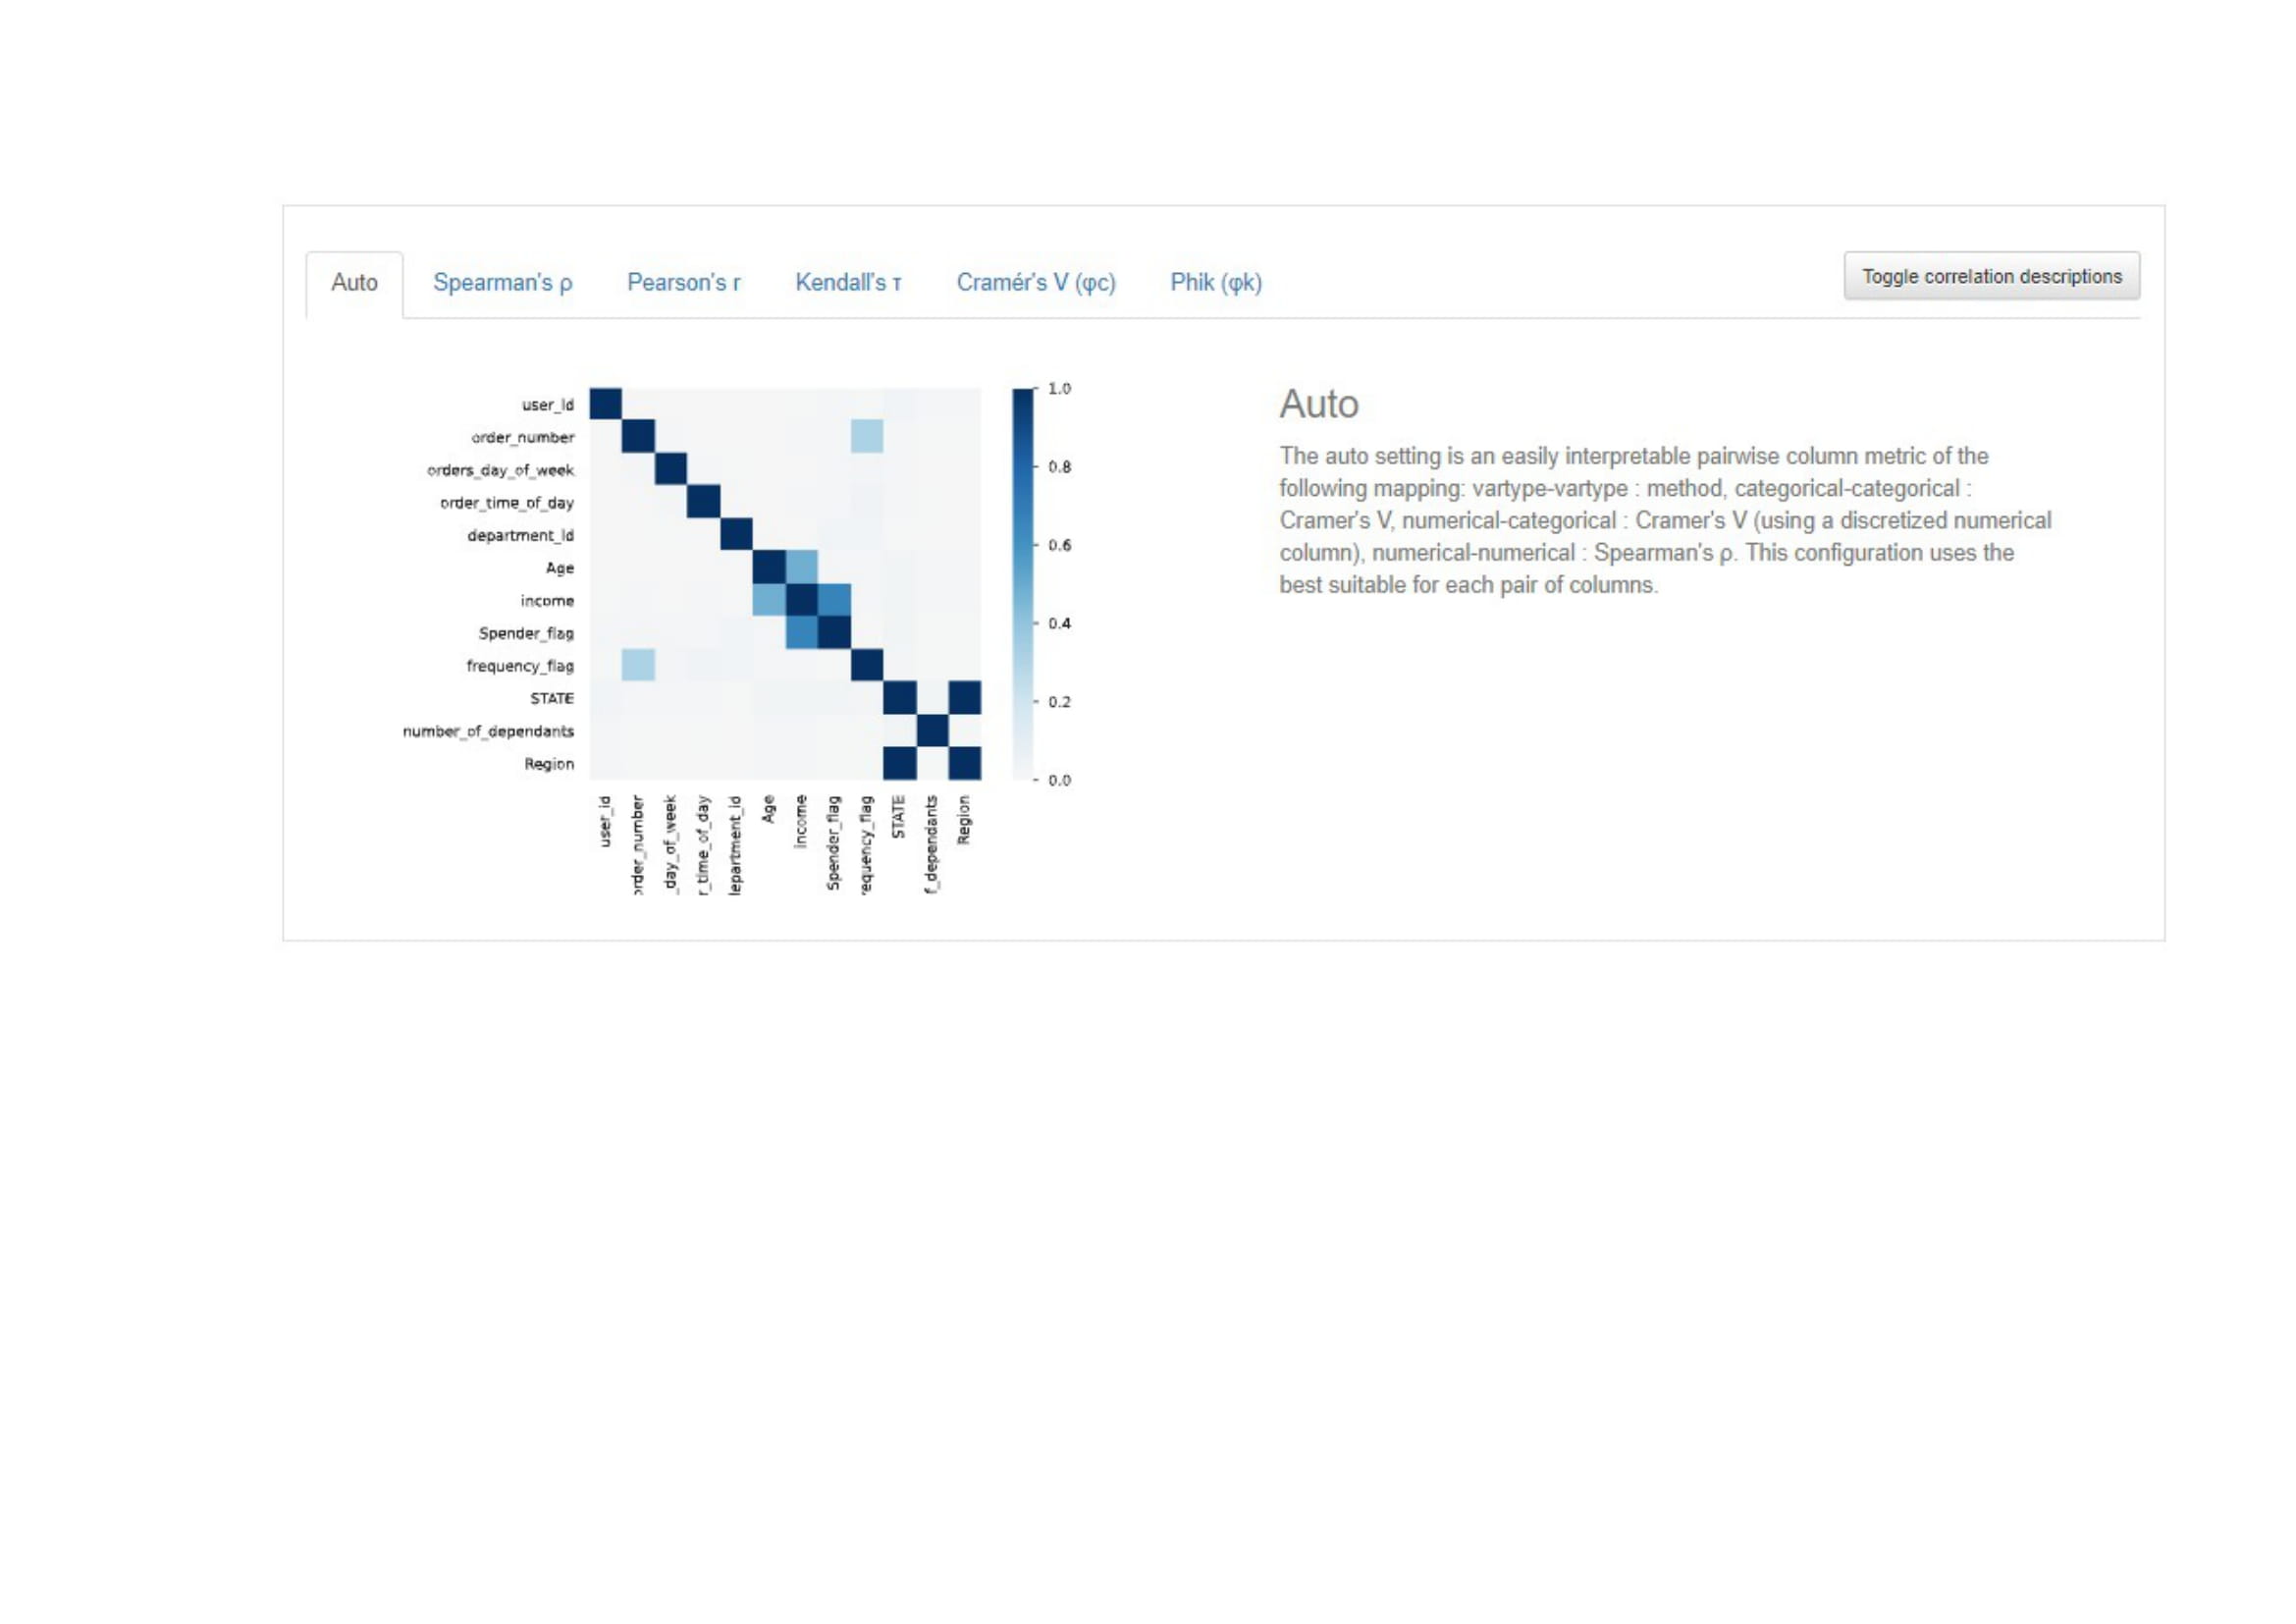 Auto Spearman's ρ Pearson's r Kendall's τ Cramér's V (φc) Phik (φk) Toggle correlation descriptions
user_id
order_number
orders_day_of_week
order_time_of_day
department_id
Age
income
Spender_flag
frequency_flag
STATE
number_of_dependants
Region
user_id
order_number
_day_of_week
r_time_of_day
department_id
Age
income
Spender_flag
requency_flag
STATE
f_dependants
Region
1.0
0.8
0.6
0.4
0.2
0.0
Auto
The auto setting is an easily interpretable pairwise column metric of the
following mapping: vartype-vartype : method, categorical-categorical :
Cramer's V, numerical-categorical : Cramer's V (using a discretized numerical
column), numerical-numerical : Spearman's ρ. This configuration uses the
best suitable for each pair of columns.